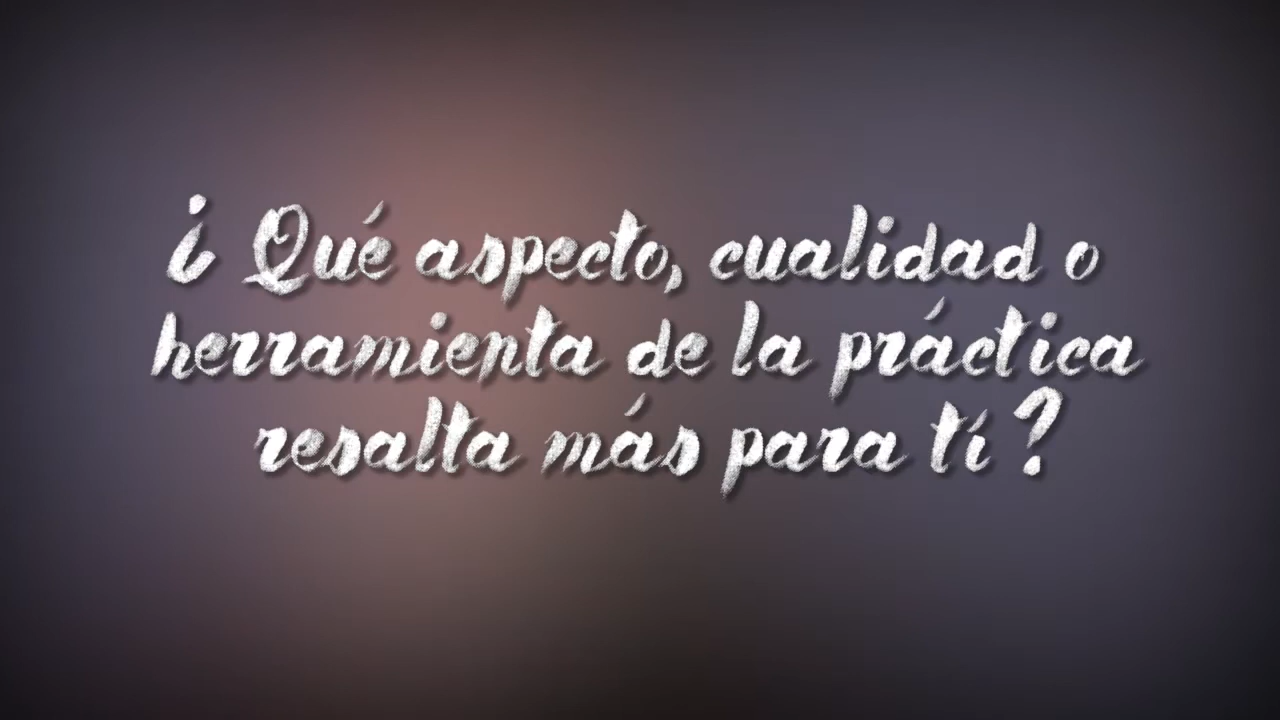 ¿ Qué aspecto, cualidad o
herramienta de la práctica
resalta más para tí ?